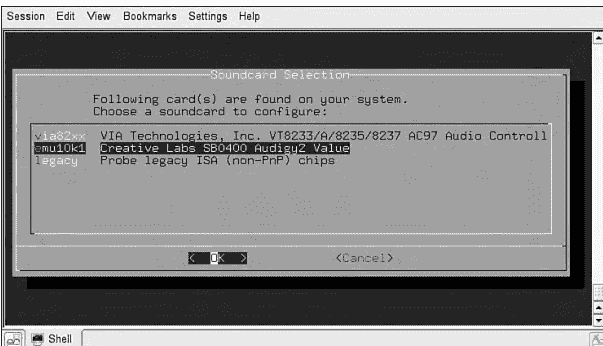 Session Edit View Bookmarks Settings Help
Soundcard Selection
Following card(s) are found on your system.
Choose a soundcard to configure:
via82xx VIA Technologies, Inc. VT8233/A/8235/8237 AC97 Audio Controll
emu10k1 Creative Labs SB0400 Audigy2 Value
legacy Probe legacy ISA (non-PnP) chips
< OK > <Cancel>
Shell